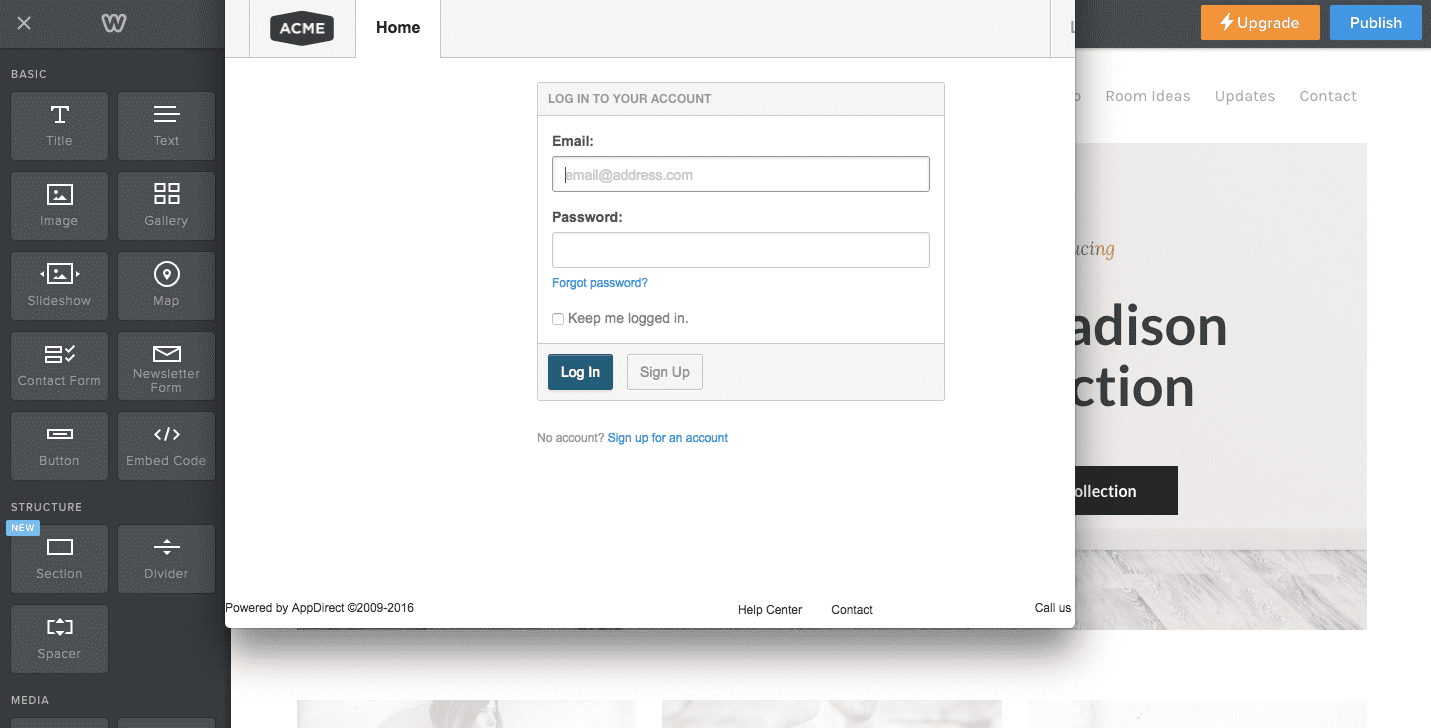 Upgrade
Publish
BASIC
Title
Text
Image
Gallery
Slideshow
Map
Contact Form
Newsletter
Form
Button
Embed Code
STRUCTURE
NEW
Section
Divider
Spacer
MEDIA
ACME
Home
LOG IN TO YOUR ACCOUNT
Email:
email@address.com
Password:
Forgot password?
Keep me logged in.
Log In
Sign Up
No account? Sign up for an account
Powered by AppDirect ©2009-2016
Help Center
Contact
Call us
Room Ideas
Updates
Contact
ucing
adison
ction
ollection